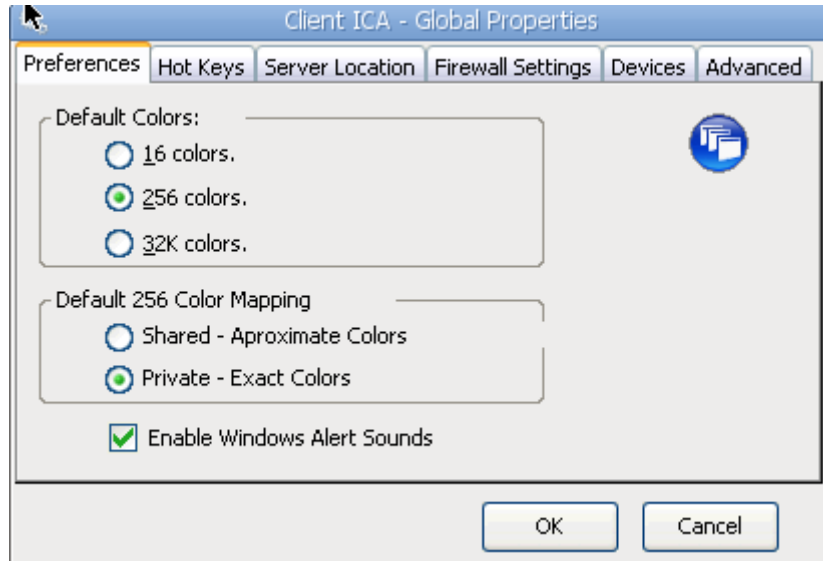 Client ICA - Global Properties
Preferences Hot Keys Server Location Firewall Settings Devices Advanced
Default Colors:
16 colors.
256 colors.
32K colors.
Default 256 Color Mapping
Shared - Aproximate Colors
Private - Exact Colors
Enable Windows Alert Sounds
OK Cancel